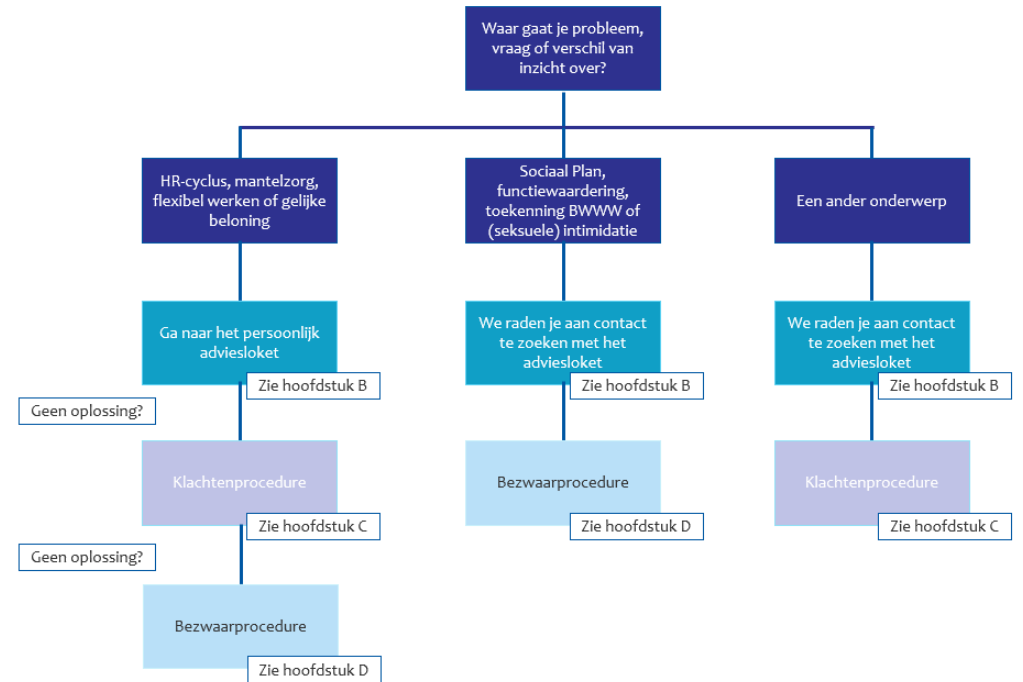 Waar gaat je probleem,
vraag of verschil van
inzicht over?
HR-cyclus, mantelzorg,
flexibel werken of gelijke
beloning
Sociaal Plan,
functiewaardering,
toekenning BWWW of
(seksuele) intimidatie
Een ander onderwerp
Ga naar het persoonlijk
adviesloket
Zie hoofdstuk B
We raden je aan contact
te zoeken met het
adviesloket
Zie hoofdstuk B
We raden je aan contact
te zoeken met het
adviesloket
Zie hoofdstuk B
Geen oplossing?
Klachtenprocedure
Zie hoofdstuk C
Bezwaarprocedure
Zie hoofdstuk D
Klachtenprocedure
Zie hoofdstuk C
Geen oplossing?
Bezwaarprocedure
Zie hoofdstuk D